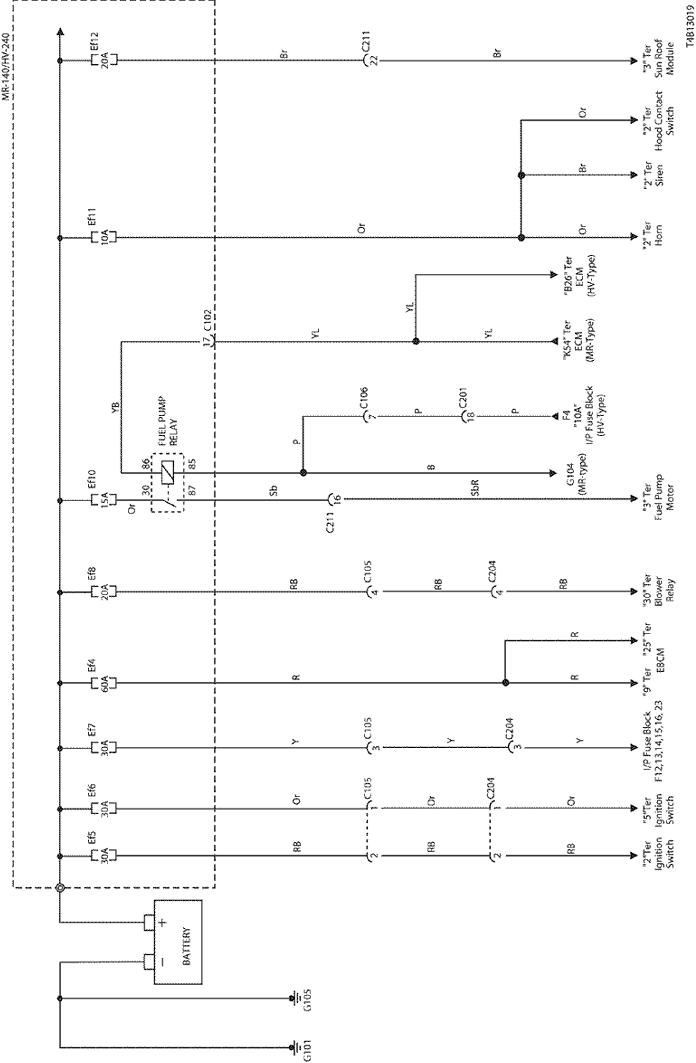 MR-140/HV-240
BATTERY
G101
G105
Ef5
30A
RB
2
C105
RB
2
C204
RB
"2"Ter
Ignition
Switch
Ef6
30A
Or
1
Or
1
Or
"5"Ter
Ignition
Switch
Ef7
30A
Y
3
C105
Y
3
C204
Y
I/P Fuse Block
F12,13,14,15,16, 23
Ef4
60A
R
R
"9" Ter
R
"25" Ter
EBCM
Ef8
20A
RB
4
C105
RB
4
C204
RB
"30" Ter
Blower
Relay
Ef10
15A
Or
30
87
86
85
FUEL PUMP
RELAY
Sb
C211
16
SbR
"3" Ter
Fuel Pump
Motor
B
G104
(MR-type)
P
7
C106
P
18
C201
P
F4
"10A"
I/P Fuse Block
(HV-Type)
YB
17
C102
YL
YL
"K54" Ter
ECM
(MR-Type)
YL
"B26" Ter
ECM
(HV-Type)
Ef11
10A
Or
Or
"2" Ter
Horn
Br
"2" Ter
Siren
Or
"2" Ter
Hood Contact
Switch
Ef12
20A
Br
22
C211
Br
"3" Ter
Sun Roof
Module
T4B13019